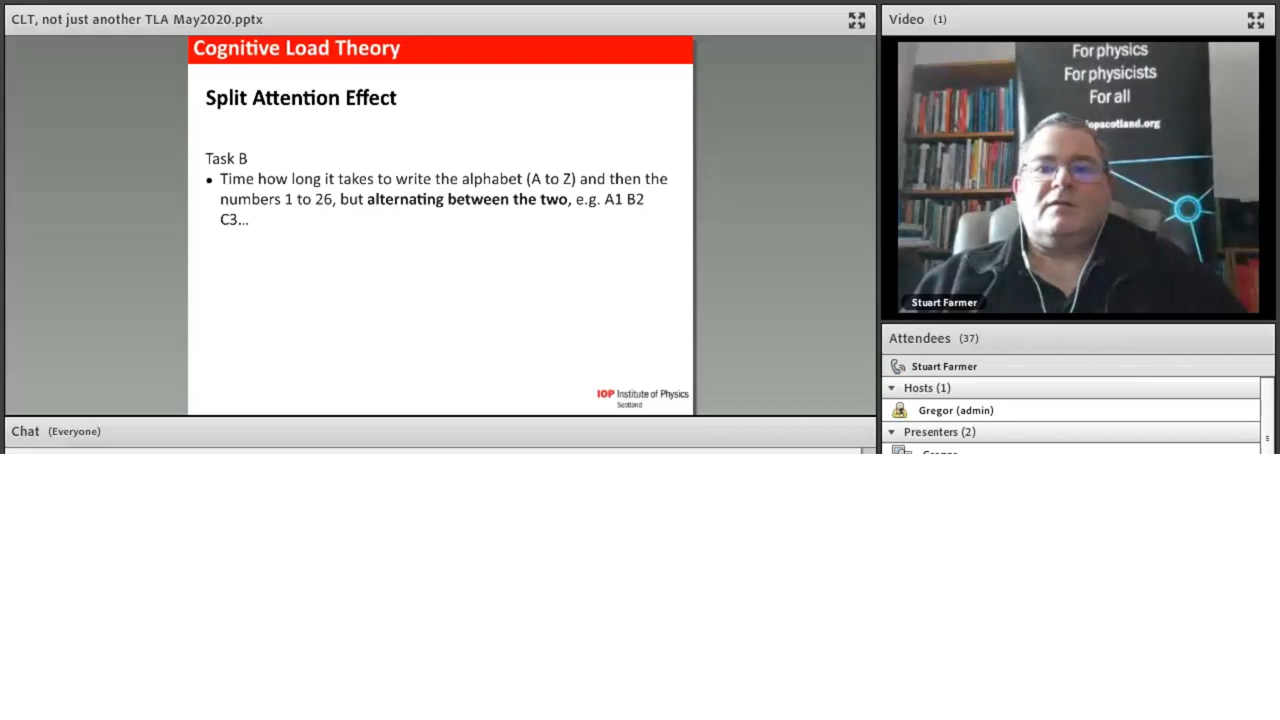 CLT, not just another TLA May2020.pptx
Cognitive Load Theory
Split Attention Effect
Task B
• Time how long it takes to write the alphabet (A to Z) and then the
numbers 1 to 26, but alternating between the two, e.g. A1 B2
C3...
IOP Institute of Physics
Scotland
Chat (Everyone)
Video (1)
For physics
For physicists
For all
iopscotland.org
Stuart Farmer
Attendees (37)
Stuart Farmer
Hosts (1)
Gregor (admin)
Presenters (2)
Gregor